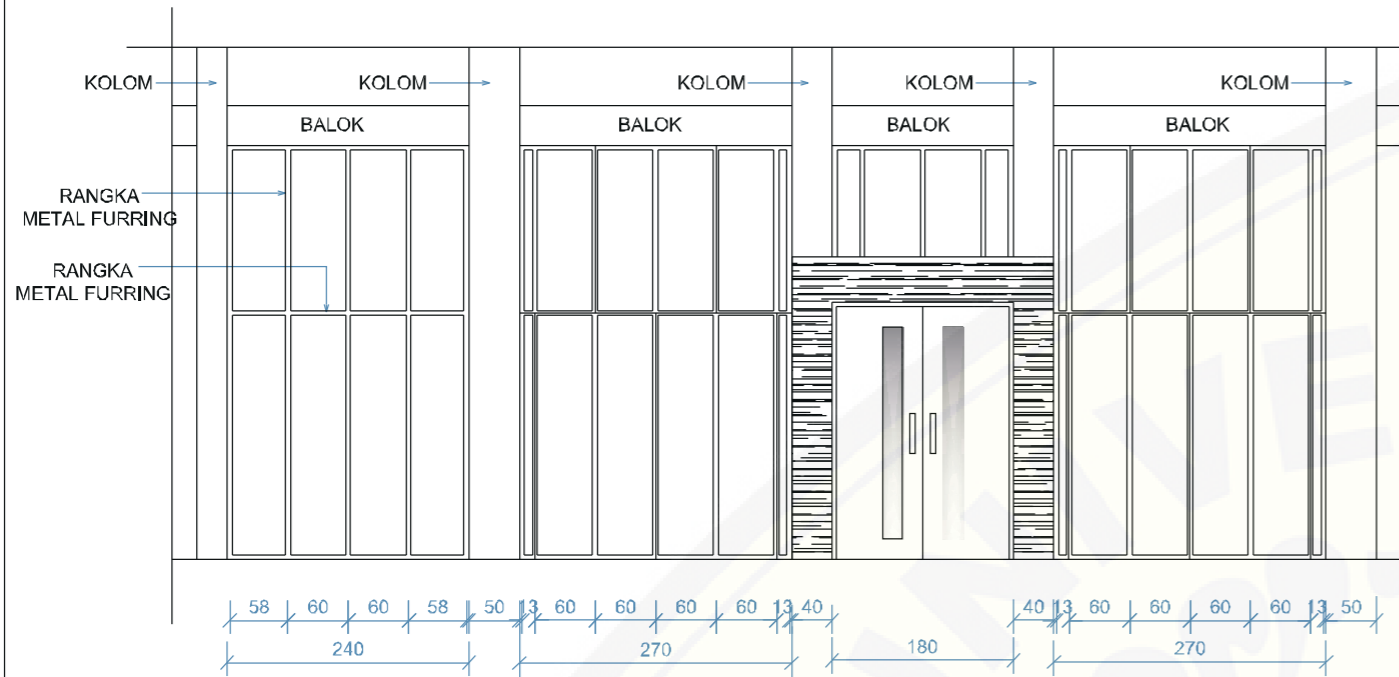 KOLOM KOLOM KOLOM KOLOM KOLOM
BALOK BALOK BALOK BALOK
RANGKA
METAL FURRING
RANGKA
METAL FURRING
58 60 60 58 50 13 60 60 60 60 13 40 40 13 60 60 60 60 13 50
240 270 180 270